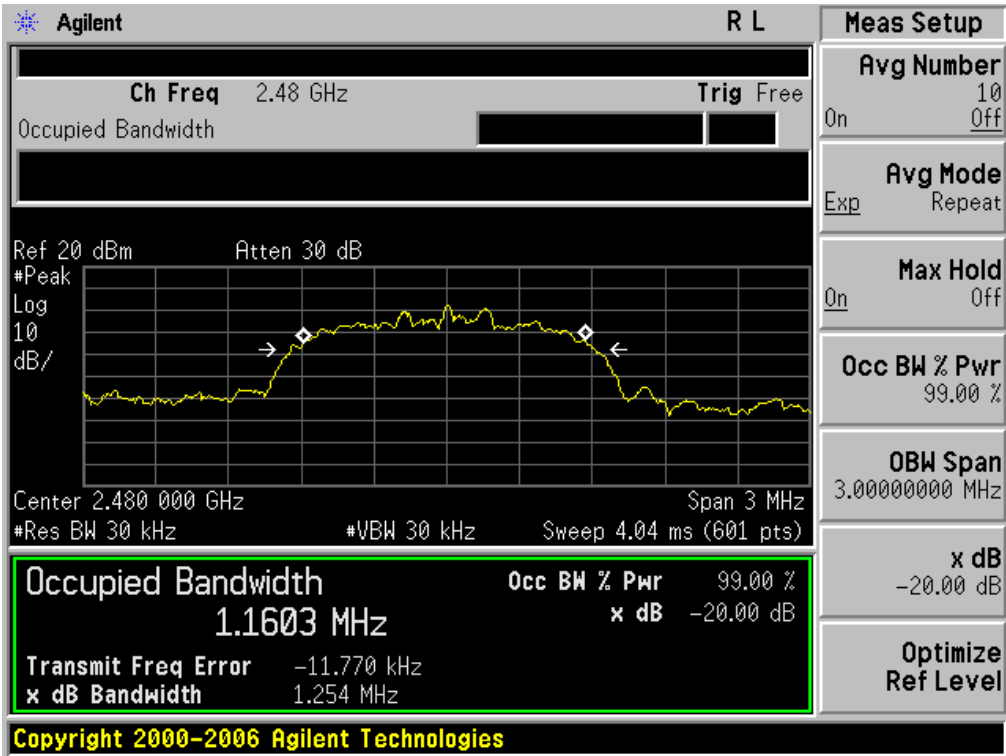 Agilent R L
Ch Freq 2.48 GHz Trig Free
Occupied Bandwidth
Ref 20 dBm Atten 30 dB
#Peak
Log
10
dB/
Center 2.480 000 GHz Span 3 MHz
#Res BW 30 kHz #VBW 30 kHz Sweep 4.04 ms (601 pts)
Occupied Bandwidth Occ BW % Pwr 99.00 %
1.1603 MHz x dB -20.00 dB
Transmit Freq Error -11.770 kHz
x dB Bandwidth 1.254 MHz
Copyright 2000-2006 Agilent Technologies
Meas Setup
Avg Number
10
On Off
Avg Mode
Exp Repeat
Max Hold
On Off
Occ BW % Pwr
99.00 %
OBW Span
3.00000000 MHz
x dB
-20.00 dB
Optimize
Ref Level